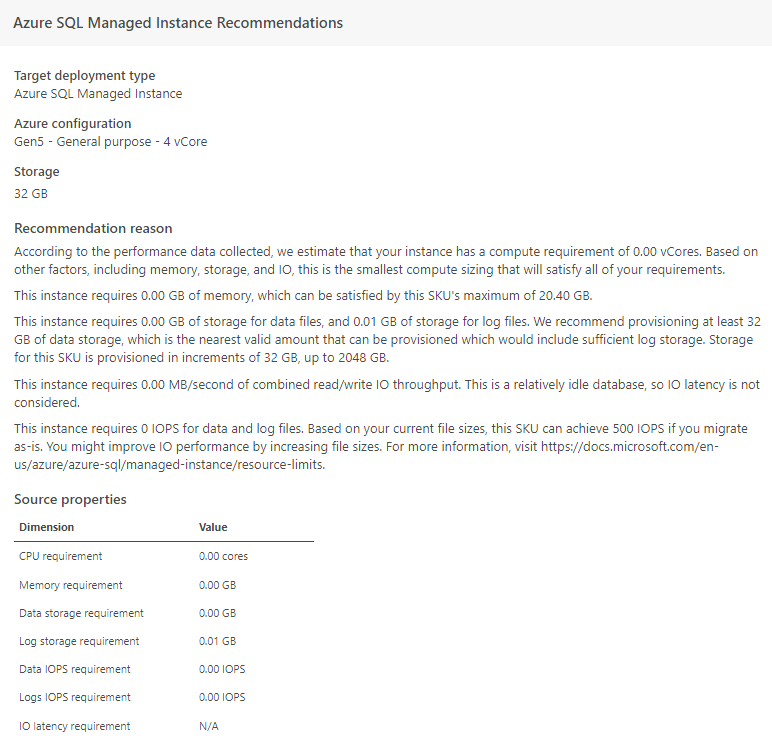 Azure SQL Managed Instance Recommendations
Target deployment type
Azure SQL Managed Instance
Azure configuration
Gen5 - General purpose - 4 vCore
Storage
32 GB
Recommendation reason
According to the performance data collected, we estimate that your instance has a compute requirement of 0.00 vCores. Based on
other factors, including memory, storage, and IO, this is the smallest compute sizing that will satisfy all of your requirements.
This instance requires 0.00 GB of memory, which can be satisfied by this SKU's maximum of 20.40 GB.
This instance requires 0.00 GB of storage for data files, and 0.01 GB of storage for log files. We recommend provisioning at least 32
GB of data storage, which is the nearest valid amount that can be provisioned which would include sufficient log storage. Storage
for this SKU is provisioned in increments of 32 GB, up to 2048 GB.
This instance requires 0.00 MB/second of combined read/write IO throughput. This is a relatively idle database, so IO latency is not
considered.
This instance requires 0 IOPS for data and log files. Based on your current file sizes, this SKU can achieve 500 IOPS if you migrate
as-is. You might improve IO performance by increasing file sizes. For more information, visit https://docs.microsoft.com/en-
us/azure/azure-sql/managed-instance/resource-limits.
Source properties
Dimension Value
CPU requirement 0.00 cores
Memory requirement 0.00 GB
Data storage requirement 0.00 GB
Log storage requirement 0.01 GB
Data IOPS requirement 0.00 IOPS
Logs IOPS requirement 0.00 IOPS
IO latency requirement N/A